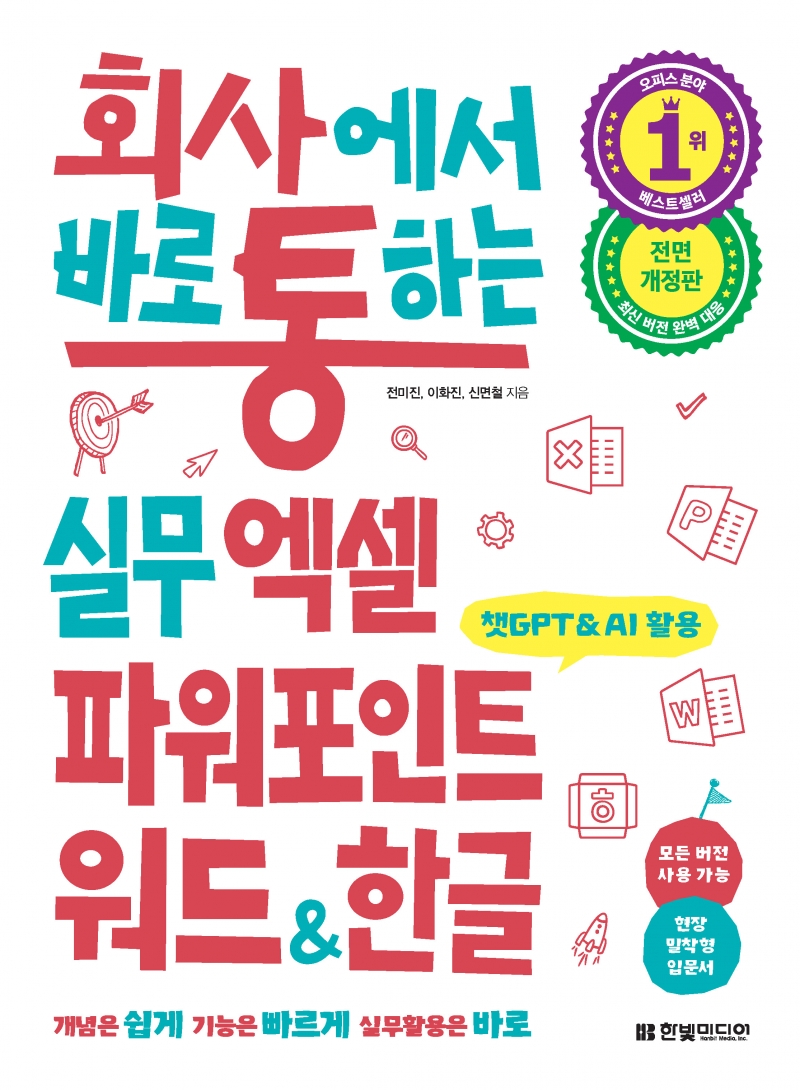 회사에서
바로 통하는
오피스 분야
1위
베스트셀러
전면
개정판
최신 버전 완벽 대응
전미진, 이화진, 신면철 지음
X
P
실무 엑셀
챗GPT & AI 활용
파워포인트
W
ㅎ
워드&한글
모든 버전
사용 가능
현장
밀착형
입문서
개념은 쉽게 기능은 빠르게 실무활용은 바로
HB 한빛미디어
Hanbit Media, Inc.